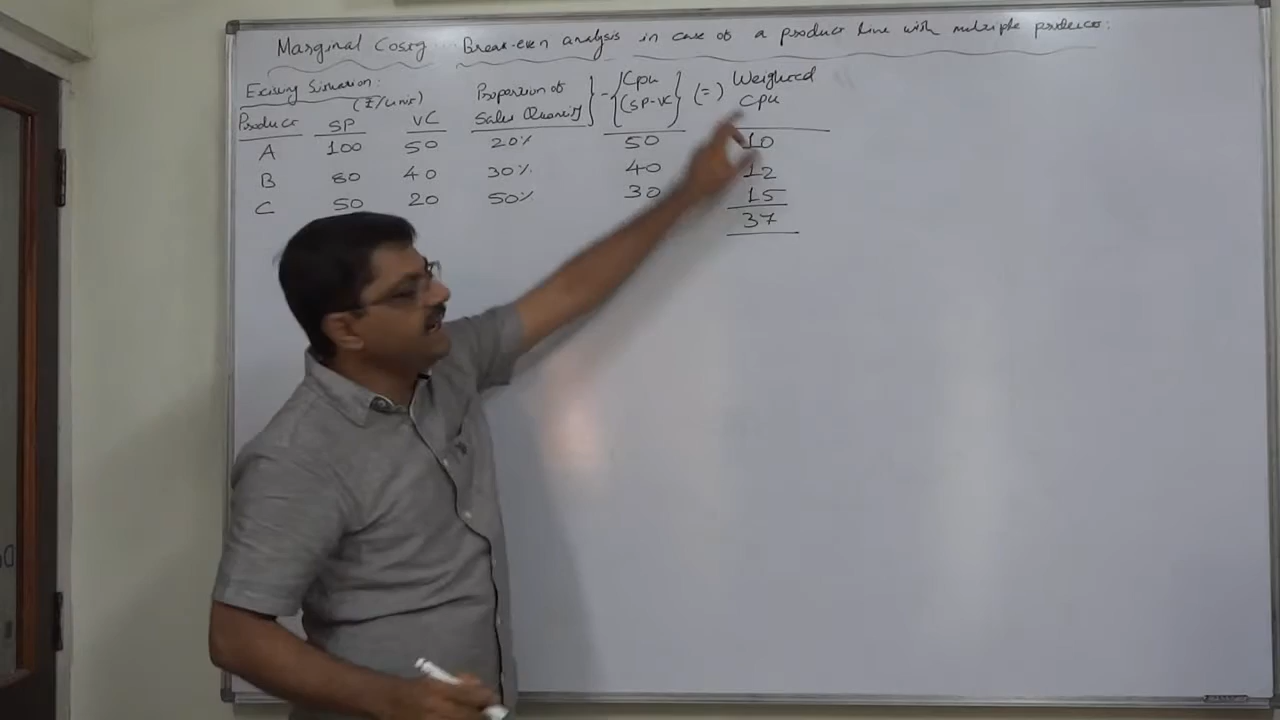 Marginal Coseg Break-even analysis in case of a product line with multiple products:
Existing Situation:
(₹/unit)
Product SP VC Proportion of Sales Quantity } - { Cpu (SP-VC } (=) Weighted Cpu
A 100 50 20% 50 10
B 80 40 30% 40 12
C 50 20 50% 30 15
37